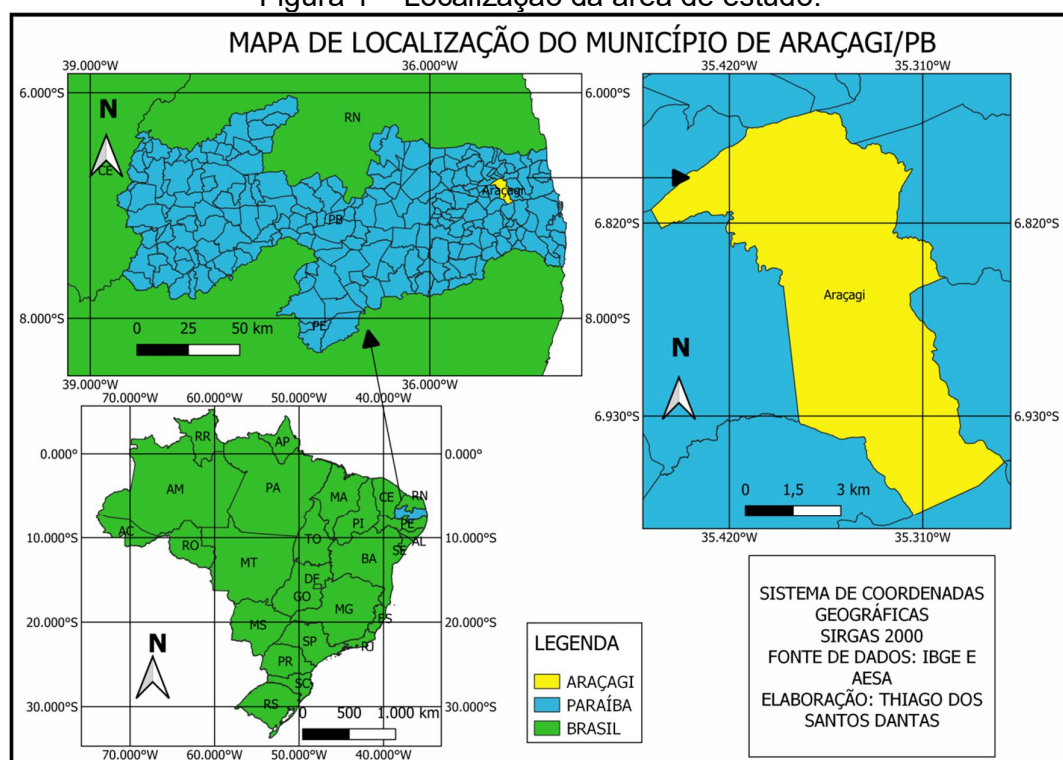 Figura 1 – Localização da área de estudo.
MAPA DE LOCALIZAÇÃO DO MUNICÍPIO DE ARAÇAGI/PB
39.000°W 36.000°W
6.000°S 6.000°S
N
RN
CE
Araçagi
PB
8.000°S 8.000°S
PE
0 25 50 km
39.000°W 36.000°W
35.420°W 35.310°W
6.820°S
Araçagi
N
6.930°S 6.930°S
0 1,5 3 km
35.420°W 35.310°W
70.000°W 60.000°W 50.000°W 40.000°W
0.000° 0.000°
RR AP
AM PA MA CE RN
PI PE
AC TO AL
10.000°S 10.000°S
RO SE
MT BA
DF
GO
MG
20.000°S 20.000°S
MS ES
SP RJ
N
PR
SC
RS
30.000°S 30.000°S
0 500 1.000 km
70.000°W 60.000°W 50.000°W 40.000°W
LEGENDA
ARAÇAGI
PARAÍBA
BRASIL
SISTEMA DE COORDENADAS
GEOGRÁFICAS
SIRGAS 2000
FONTE DE DADOS: IBGE E
AESA
ELABORAÇÃO: THIAGO DOS
SANTOS DANTAS